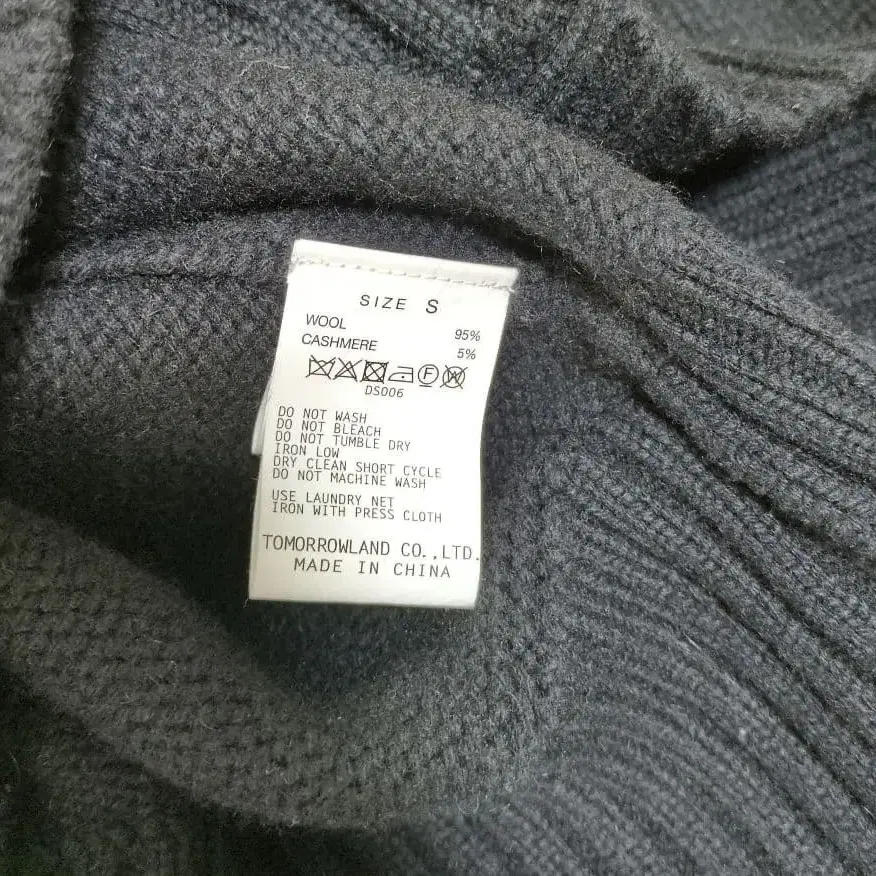 SIZE S
WOOL 95%
CASHMERE 5%
F W
DS006
DO NOT WASH
DO NOT BLEACH
DO NOT TUMBLE DRY
IRON LOW
DRY CLEAN SHORT CYCLE
DO NOT MACHINE WASH
USE LAUNDRY NET
IRON WITH PRESS CLOTH
TOMORROWLAND CO.,LTD.
MADE IN CHINA